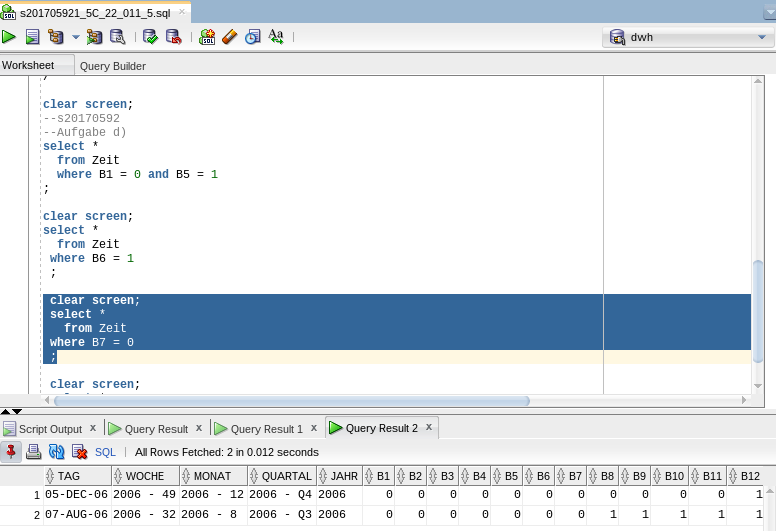 s201705921_5C_22_011_5.sql
dwh
Worksheet Query Builder
/
clear screen;
--s20170592
--Aufgabe d)
select *
from Zeit
where B1 = 0 and B5 = 1
;
clear screen;
select *
from Zeit
where B6 = 1
;
clear screen;
select *
from Zeit
where B7 = 0
;
clear screen;
Script Output x Query Result x Query Result 1 x Query Result 2 x
SQL | All Rows Fetched: 2 in 0.012 seconds
TAG WOCHE MONAT QUARTAL JAHR B1 B2 B3 B4 B5 B6 B7 B8 B9 B10 B11 B12
1 05-DEC-06 2006 - 49 2006 - 12 2006 - Q4 2006 0 0 0 0 0 0 0 0 0 0 0 1
2 07-AUG-06 2006 - 32 2006 - 8 2006 - Q3 2006 0 0 0 0 0 0 0 1 1 1 1 1